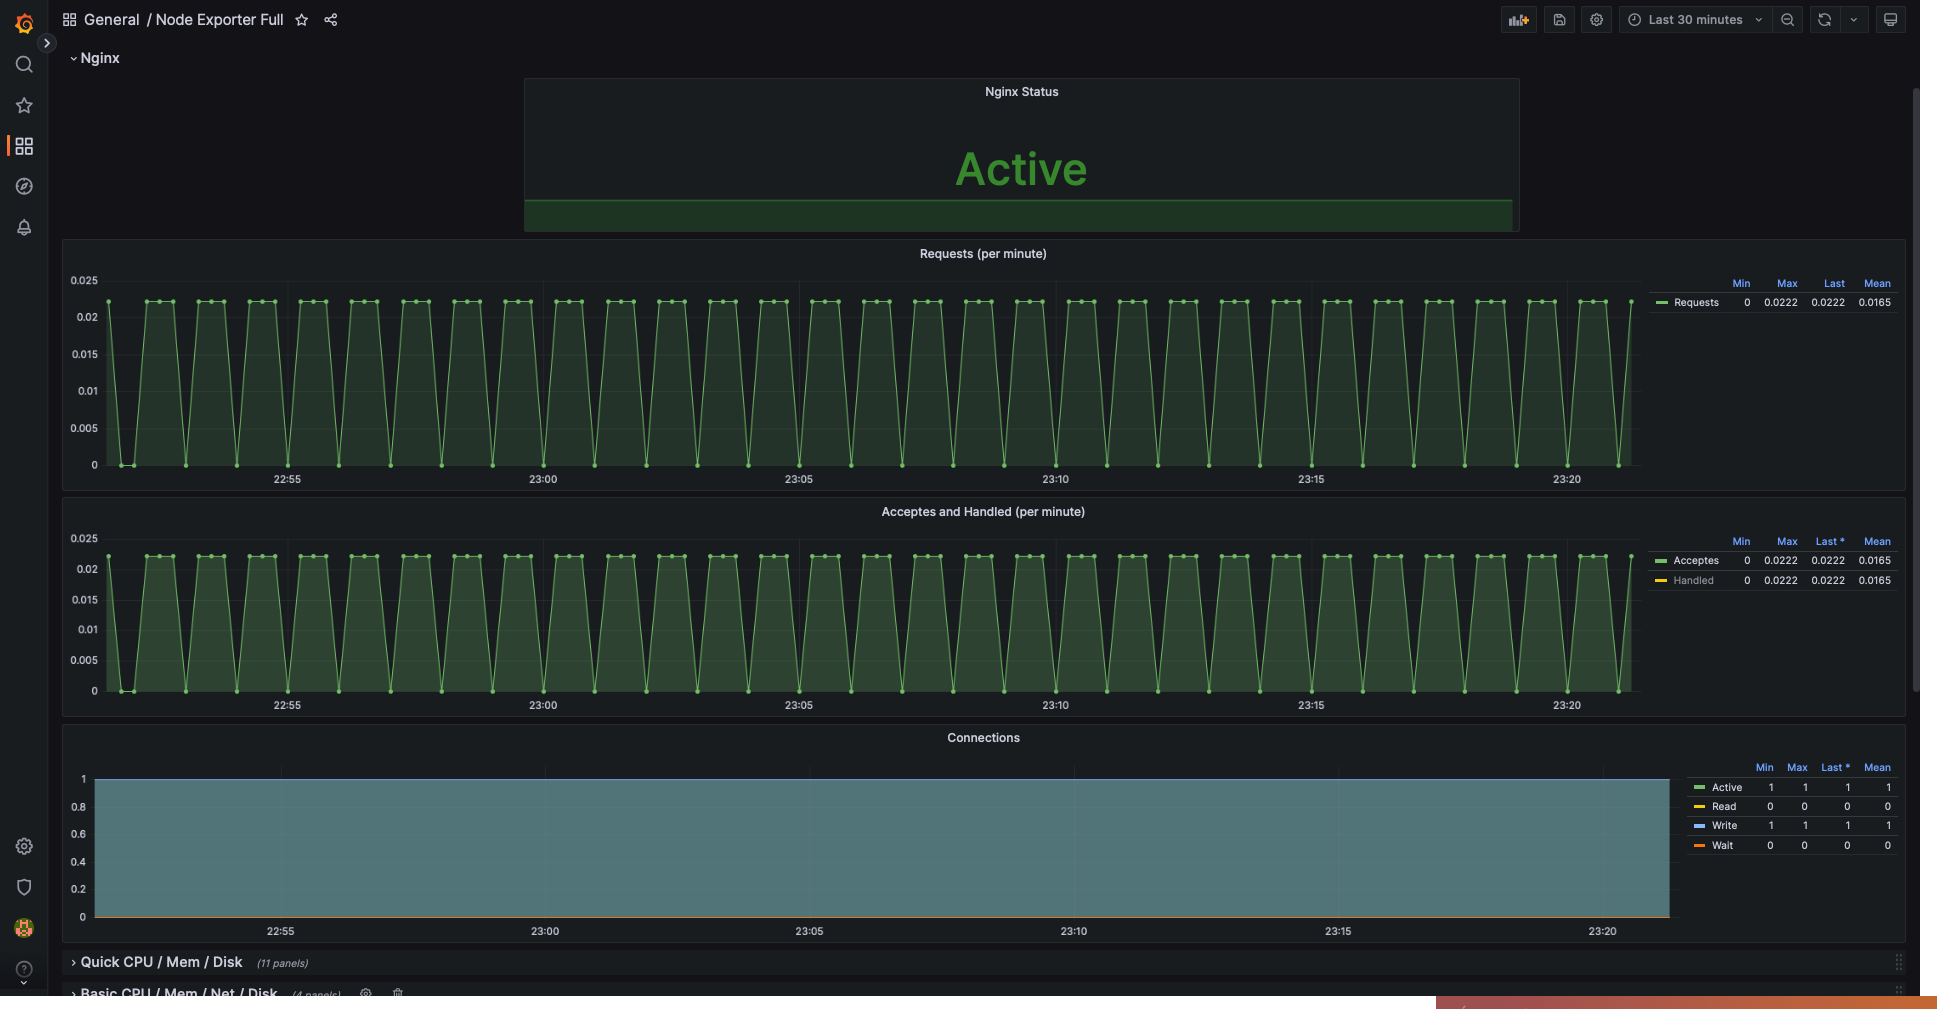 General / Node Exporter Full
Last 30 minutes
Nginx
Nginx Status
Active
Requests (per minute)
0.025
0.02
0.015
0.01
0.005
0
22:55 23:00 23:05 23:10 23:15 23:20
Min Max Last Mean
Requests 0 0.0222 0.0222 0.0165
Acceptes and Handled (per minute)
0.025
0.02
0.015
0.01
0.005
0
22:55 23:00 23:05 23:10 23:15 23:20
Min Max Last * Mean
Acceptes 0 0.0222 0.0222 0.0165
Handled 0 0.0222 0.0222 0.0165
Connections
1
0.8
0.6
0.4
0.2
0
22:55 23:00 23:05 23:10 23:15 23:20
Min Max Last * Mean
Active 1 1 1 1
Read 0 0 0 0
Write 1 1 1 1
Wait 0 0 0 0
Quick CPU / Mem / Disk (11 panels)
Basic CPU / Mem / Net / Disk (4 panels)